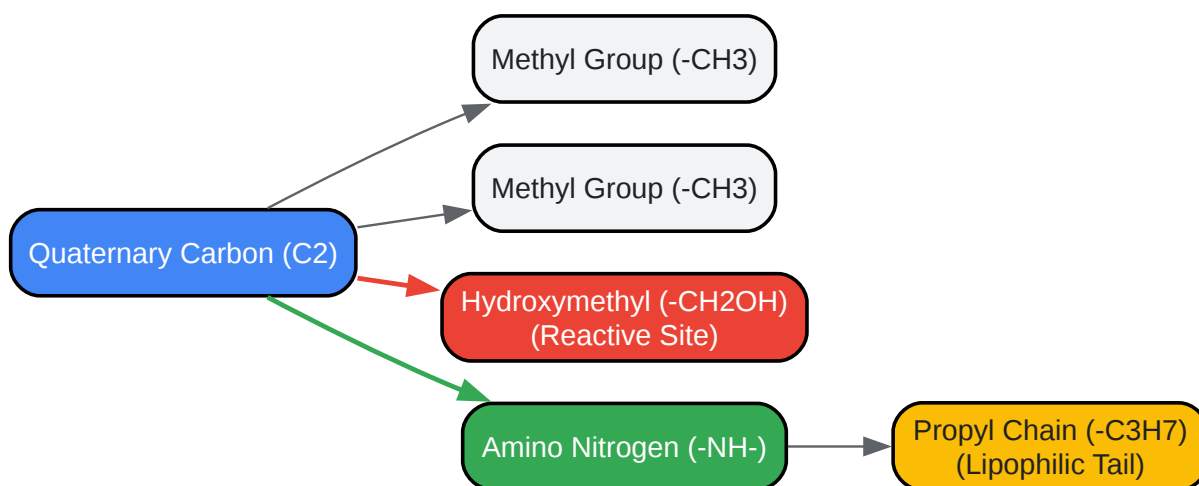 Methyl Group (-CH3)
Methyl Group (-CH3)
Quaternary Carbon (C2)
Hydroxymethyl (-CH2OH)
(Reactive Site)
Amino Nitrogen (-NH-)
Propyl Chain (-C3H7)
(Lipophilic Tail)